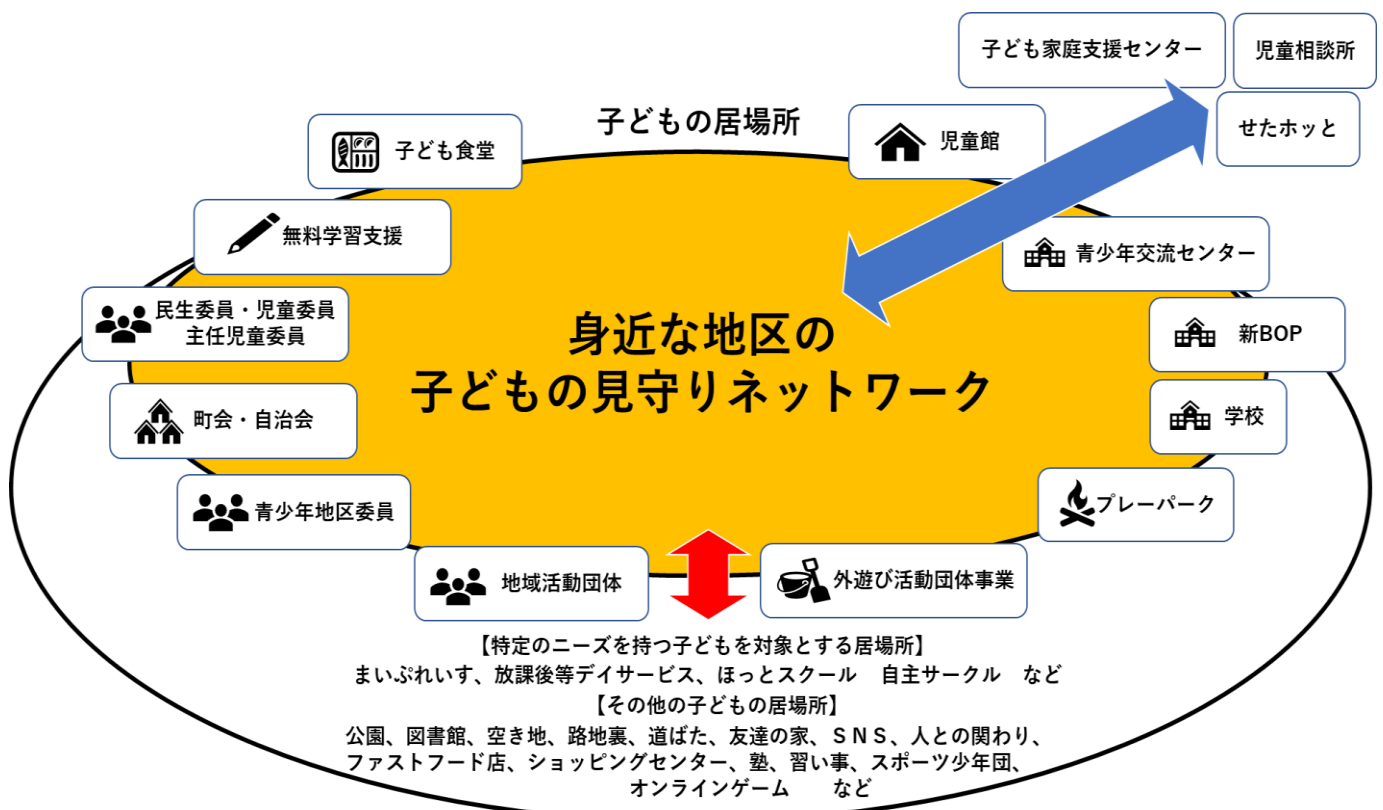 子ども家庭支援センター
児童相談所
せたホッと
子どもの居場所
子ども食堂
児童館
無料学習支援
青少年交流センター
民生委員・児童委員
主任児童委員
新BOP
身近な地区の
子どもの見守りネットワーク
町会・自治会
学校
青少年地区委員
プレーパーク
地域活動団体
外遊び活動団体事業
【特定のニーズを持つ子どもを対象とする居場所】
まいぷれいす、放課後等デイサービス、ほっとスクール　自主サークル　など
【その他の子どもの居場所】
公園、図書館、空き地、路地裏、道ばた、友達の家、ＳＮＳ、人との関わり、
ファストフード店、ショッピングセンター、塾、習い事、スポーツ少年団、
オンラインゲーム　　など